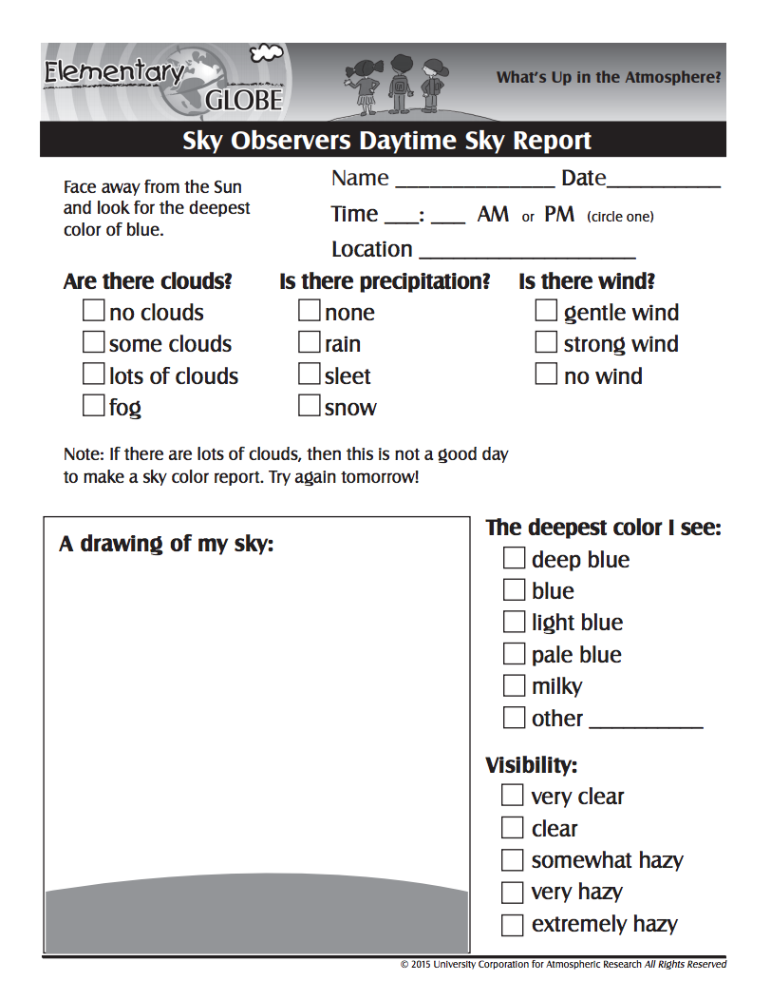 Elementary
GLOBE
What's Up in the Atmosphere?
Sky Observers Daytime Sky Report
Face away from the Sun
and look for the deepest
color of blue.
Name ______________ Date__________
Time ___: ___ AM or PM (circle one)
Location ___________________
Are there clouds?
no clouds
some clouds
lots of clouds
fog
Is there precipitation?
none
rain
sleet
snow
Is there wind?
gentle wind
strong wind
no wind
Note: If there are lots of clouds, then this is not a good day
to make a sky color report. Try again tomorrow!
A drawing of my sky:
The deepest color I see:
deep blue
blue
light blue
pale blue
milky
other __________
Visibility:
very clear
clear
somewhat hazy
very hazy
extremely hazy
© 2015 University Corporation for Atmospheric Research All Rights Reserved